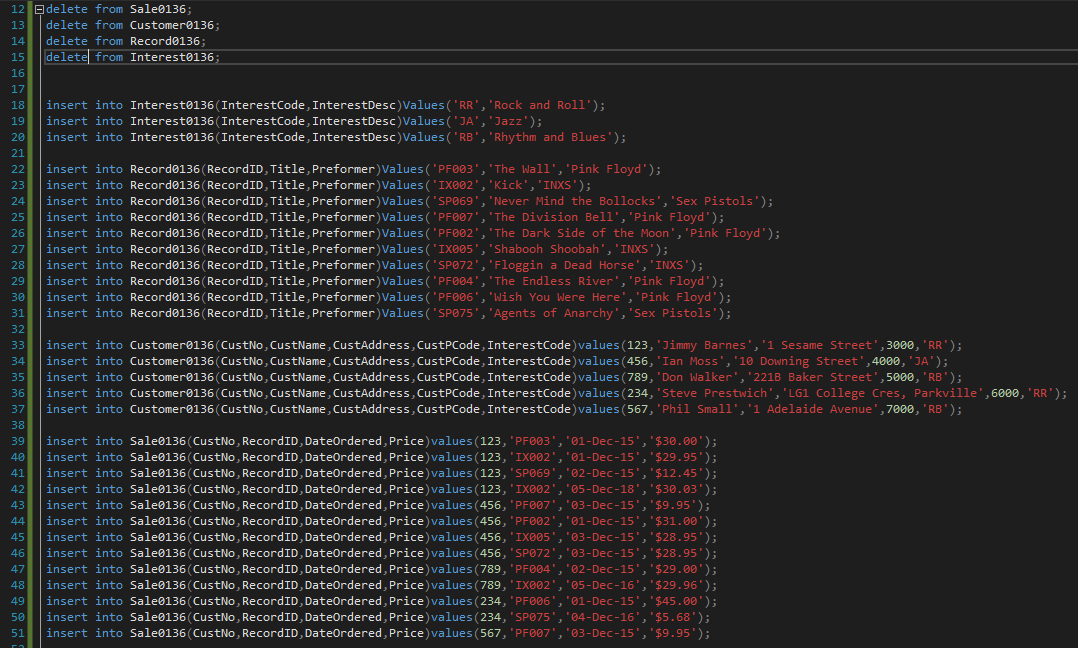 12 delete from Sale0136;
13 delete from Customer0136;
14 delete from Record0136;
15 delete from Interest0136;
16
17
18 insert into Interest0136(InterestCode,InterestDesc)Values('RR','Rock and Roll');
19 insert into Interest0136(InterestCode,InterestDesc)Values('JA','Jazz');
20 insert into Interest0136(InterestCode,InterestDesc)Values('RB','Rhythm and Blues');
21
22 insert into Record0136(RecordID,Title,Preformer)Values('PF003','The Wall','Pink Floyd');
23 insert into Record0136(RecordID,Title,Preformer)Values('IX002','Kick','INXS');
24 insert into Record0136(RecordID,Title,Preformer)Values('SP069','Never Mind the Bollocks','Sex Pistols');
25 insert into Record0136(RecordID,Title,Preformer)Values('PF007','The Division Bell','Pink Floyd');
26 insert into Record0136(RecordID,Title,Preformer)Values('PF002','The Dark Side of the Moon','Pink Floyd');
27 insert into Record0136(RecordID,Title,Preformer)Values('IX005','Shabooh Shoobah','INXS');
28 insert into Record0136(RecordID,Title,Preformer)Values('SP072','Floggin a Dead Horse','INXS');
29 insert into Record0136(RecordID,Title,Preformer)Values('PF004','The Endless River','Pink Floyd');
30 insert into Record0136(RecordID,Title,Preformer)Values('PF006','Wish You Were Here','Pink Floyd');
31 insert into Record0136(RecordID,Title,Preformer)Values('SP075','Agents of Anarchy','Sex Pistols');
32
33 insert into Customer0136(CustNo,CustName,CustAddress,CustPCode,InterestCode)values(123,'Jimmy Barnes','1 Sesame Street',3000,'RR');
34 insert into Customer0136(CustNo,CustName,CustAddress,CustPCode,InterestCode)values(456,'Ian Moss','10 Downing Street',4000,'JA');
35 insert into Customer0136(CustNo,CustName,CustAddress,CustPCode,InterestCode)values(789,'Don Walker','221B Baker Street',5000,'RB');
36 insert into Customer0136(CustNo,CustName,CustAddress,CustPCode,InterestCode)values(234,'Steve Prestwich','LG1 College Cres, Parkville',6000,'RR');
37 insert into Customer0136(CustNo,CustName,CustAddress,CustPCode,InterestCode)values(567,'Phil Small','1 Adelaide Avenue',7000,'RB');
38
39 insert into Sale0136(CustNo,RecordID,DateOrdered,Price)values(123,'PF003','01-Dec-15','$30.00');
40 insert into Sale0136(CustNo,RecordID,DateOrdered,Price)values(123,'IX002','01-Dec-15','$29.95');
41 insert into Sale0136(CustNo,RecordID,DateOrdered,Price)values(123,'SP069','02-Dec-15','$12.45');
42 insert into Sale0136(CustNo,RecordID,DateOrdered,Price)values(123,'IX002','05-Dec-18','$30.03');
43 insert into Sale0136(CustNo,RecordID,DateOrdered,Price)values(456,'PF007','03-Dec-15','$9.95');
44 insert into Sale0136(CustNo,RecordID,DateOrdered,Price)values(456,'PF002','01-Dec-15','$31.00');
45 insert into Sale0136(CustNo,RecordID,DateOrdered,Price)values(456,'IX005','03-Dec-15','$28.95');
46 insert into Sale0136(CustNo,RecordID,DateOrdered,Price)values(456,'SP072','03-Dec-15','$28.95');
47 insert into Sale0136(CustNo,RecordID,DateOrdered,Price)values(789,'PF004','02-Dec-15','$29.00');
48 insert into Sale0136(CustNo,RecordID,DateOrdered,Price)values(789,'IX002','05-Dec-16','$29.96');
49 insert into Sale0136(CustNo,RecordID,DateOrdered,Price)values(234,'PF006','01-Dec-15','$45.00');
50 insert into Sale0136(CustNo,RecordID,DateOrdered,Price)values(234,'SP075','04-Dec-16','$5.68');
51 insert into Sale0136(CustNo,RecordID,DateOrdered,Price)values(567,'PF007','03-Dec-15','$9.95');